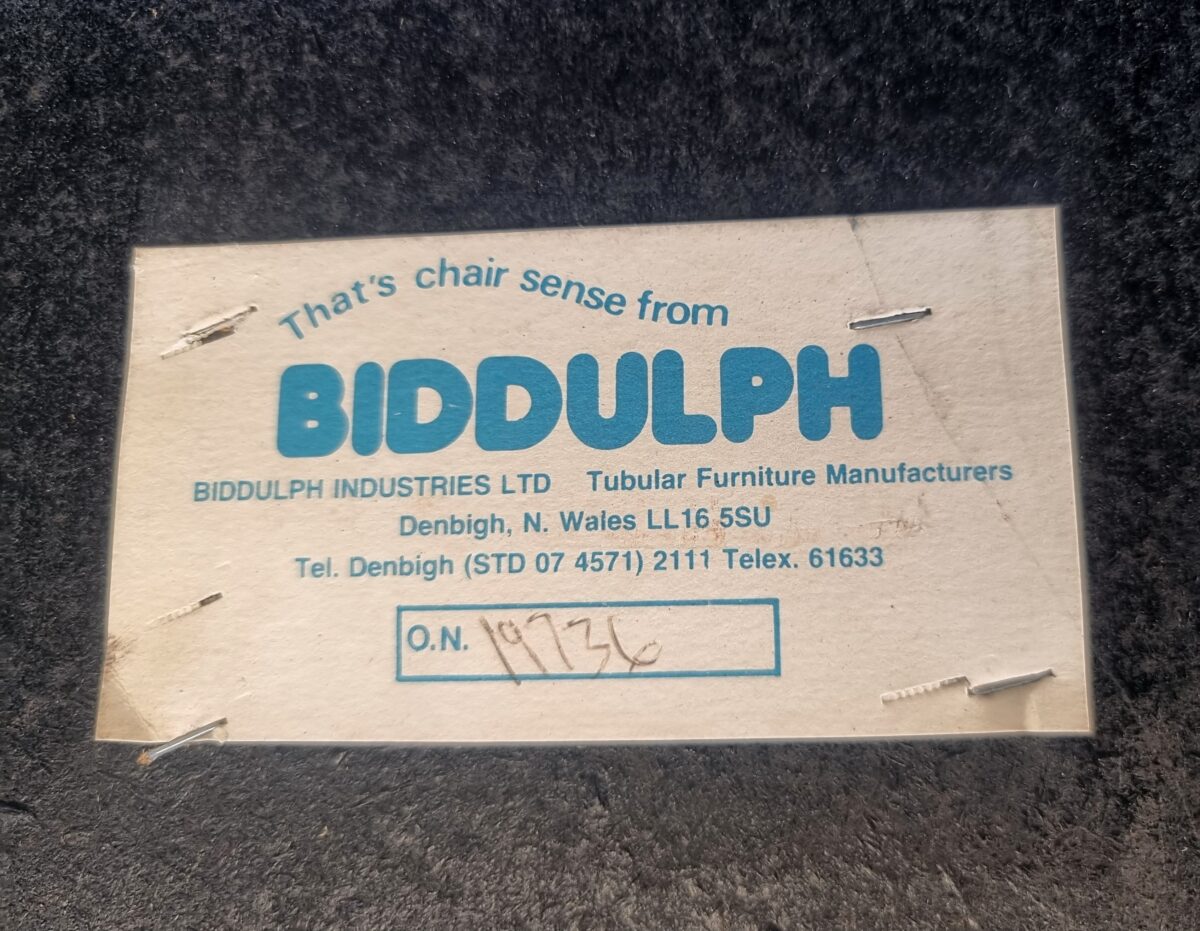 That's chair sense from
BIDDULPH
BIDDULPH INDUSTRIES LTD Tubular Furniture Manufacturers
Denbigh, N. Wales LL16 5SU
Tel. Denbigh (STD 07 4571) 2111 Telex. 61633
O.N. 19736